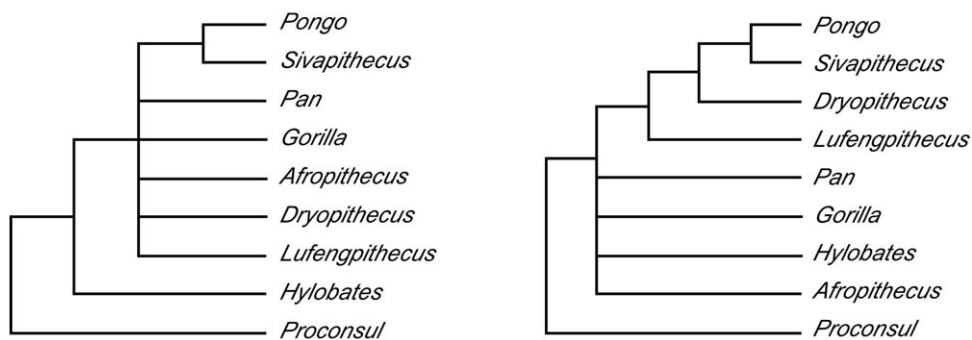 Pongo
Sivapithecus
Pan
Gorilla
Afropithecus
Dryopithecus
Lufengpithecus
Hylobates
Proconsul
Pongo
Sivapithecus
Dryopithecus
Lufengpithecus
Pan
Gorilla
Hylobates
Afropithecus
Proconsul